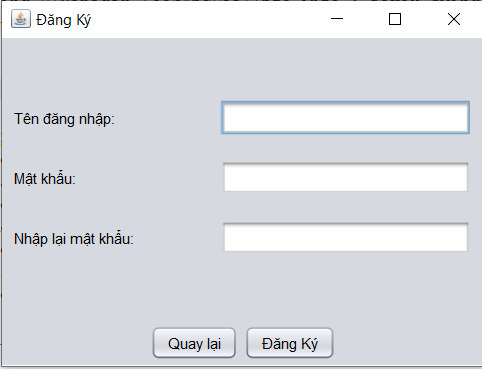 Đăng Ký
Tên đăng nhập:
Mật khẩu:
Nhập lại mật khẩu:
Quay lại Đăng Ký